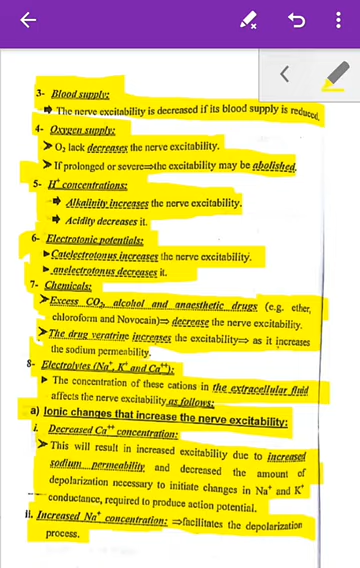 3- Blood supply:
➡ The nerve excitability is decreased if its blood supply is reduced.
4- Oxygen supply:
➤ O₂ lack decreases the nerve excitability.
➤ If prolonged or severe⇒the excitability may be abolished.
5- H⁺ concentrations:
➡ Alkalinity increases the nerve excitability.
➡ Acidity decreases it.
6- Electrotonic potentials:
➤ Catelectrotonus increases the nerve excitability.
➤ anelectrotonus decreases it.
7- Chemicals:
➤ Excess CO₂, alcohol and anaesthetic drugs (e.g. ether,
chloroform and Novocain)⇒ decrease the nerve excitability.
➤ The drug veratrine increases the excitability⇒ as it increases
the sodium permeability.
8- Electrolytes (Na⁺, K⁺ and Ca⁺⁺):
➤ The concentration of these cations in the extracellular fluid
affects the nerve excitability as follows:
a) Ionic changes that increase the nerve excitability:
i. Decreased Ca⁺⁺ concentration:
➤ This will result in increased excitability due to increased
sodium permeability and decreased the amount of
depolarization necessary to initiate changes in Na⁺ and K⁺
conductance, required to produce action potential.
ii. Increased Na⁺ concentration: ⇒facilitates the depolarization
process.